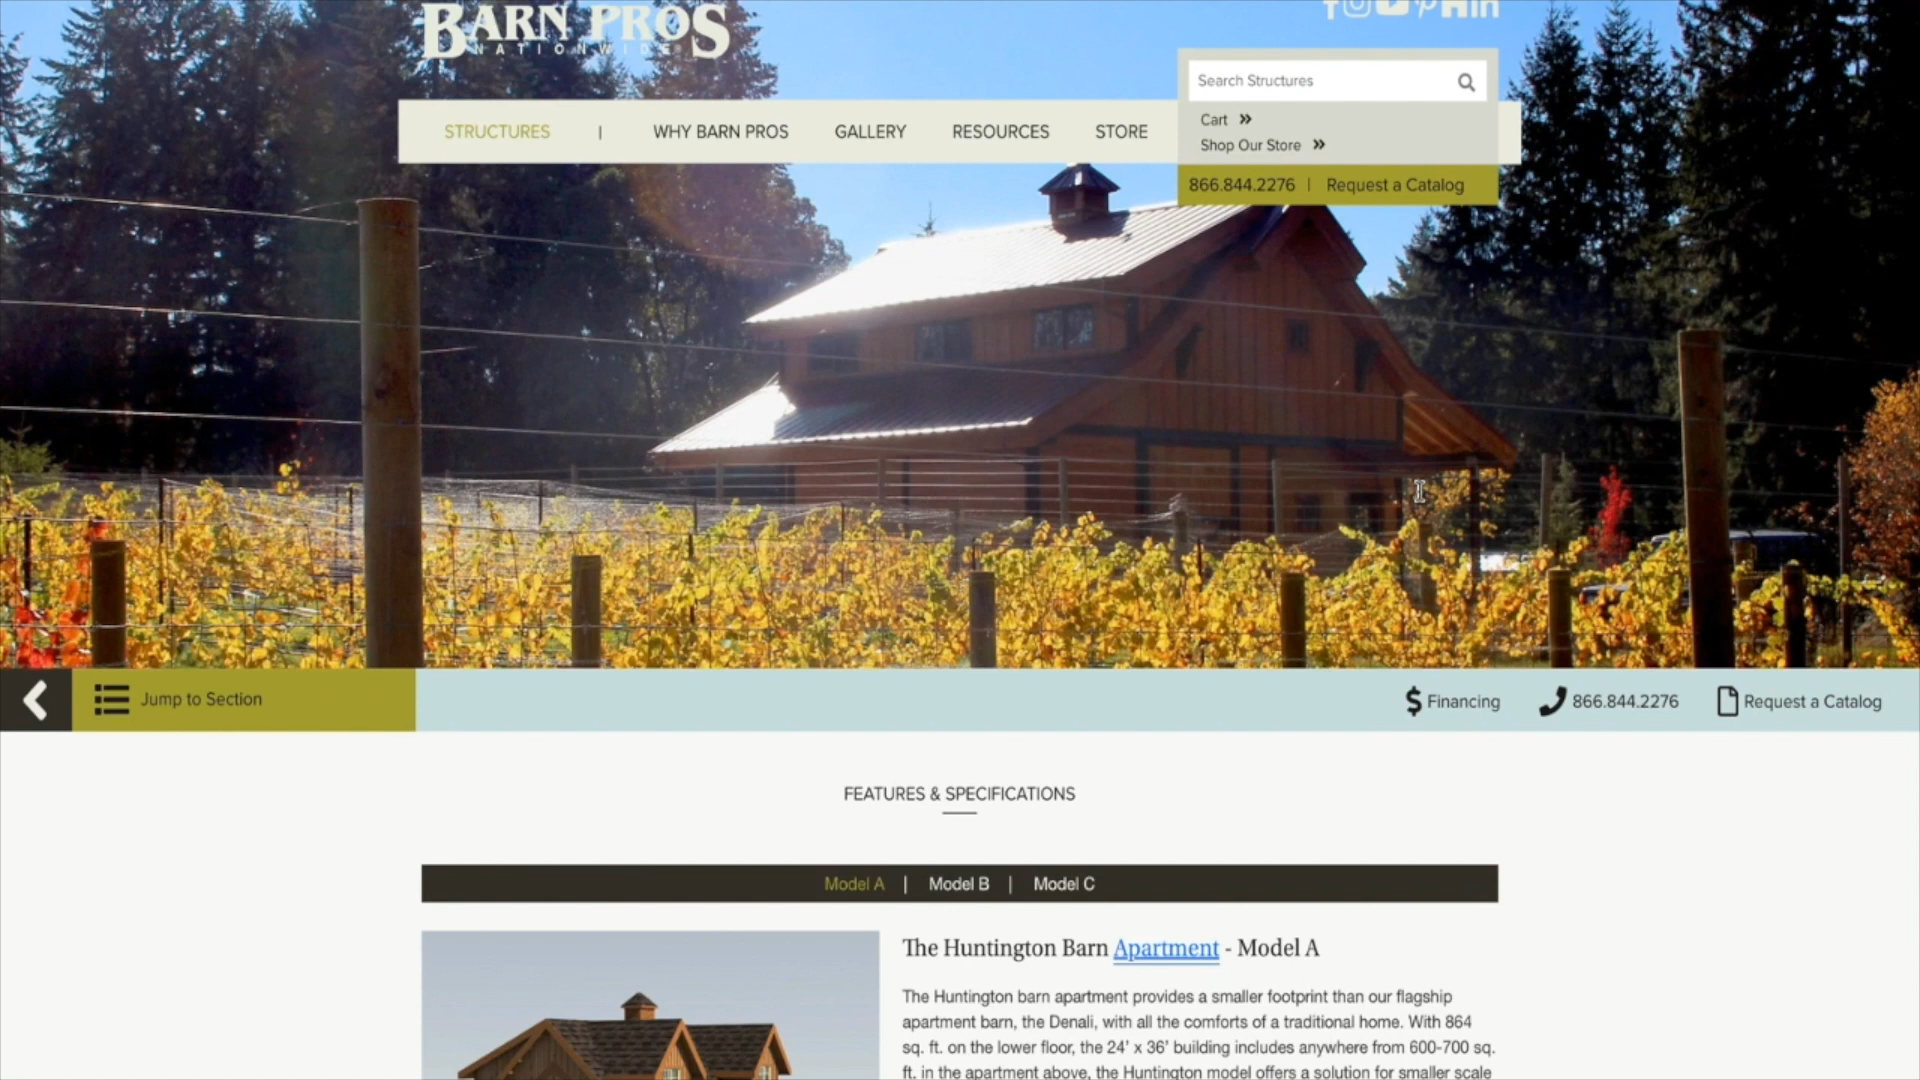 BARN PROS
NATIONWIDE
Search Structures
STRUCTURES | WHY BARN PROS GALLERY RESOURCES STORE
Cart »
Shop Our Store »
866.844.2276 | Request a Catalog
Jump to Section
Financing 866.844.2276 Request a Catalog
FEATURES & SPECIFICATIONS
Model A | Model B | Model C
The Huntington Barn Apartment - Model A
The Huntington barn apartment provides a smaller footprint than our flagship
apartment barn, the Denali, with all the comforts of a traditional home. With 864
sq. ft. on the lower floor, the 24' x 36' building includes anywhere from 600-700 sq.
ft. in the apartment above, the Huntington model offers a solution for smaller scale